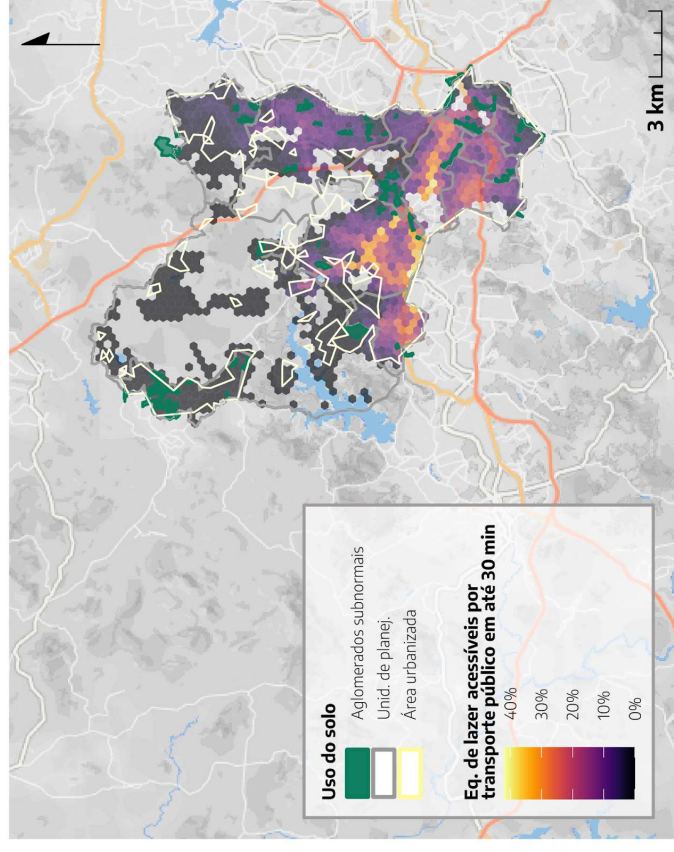 Uso do solo
Aglomerados subnormais
Unid. de planej.
Área urbanizada
Eq. de lazer acessíveis por
transporte público em até 30 min
40%
30%
20%
10%
0%
3 km